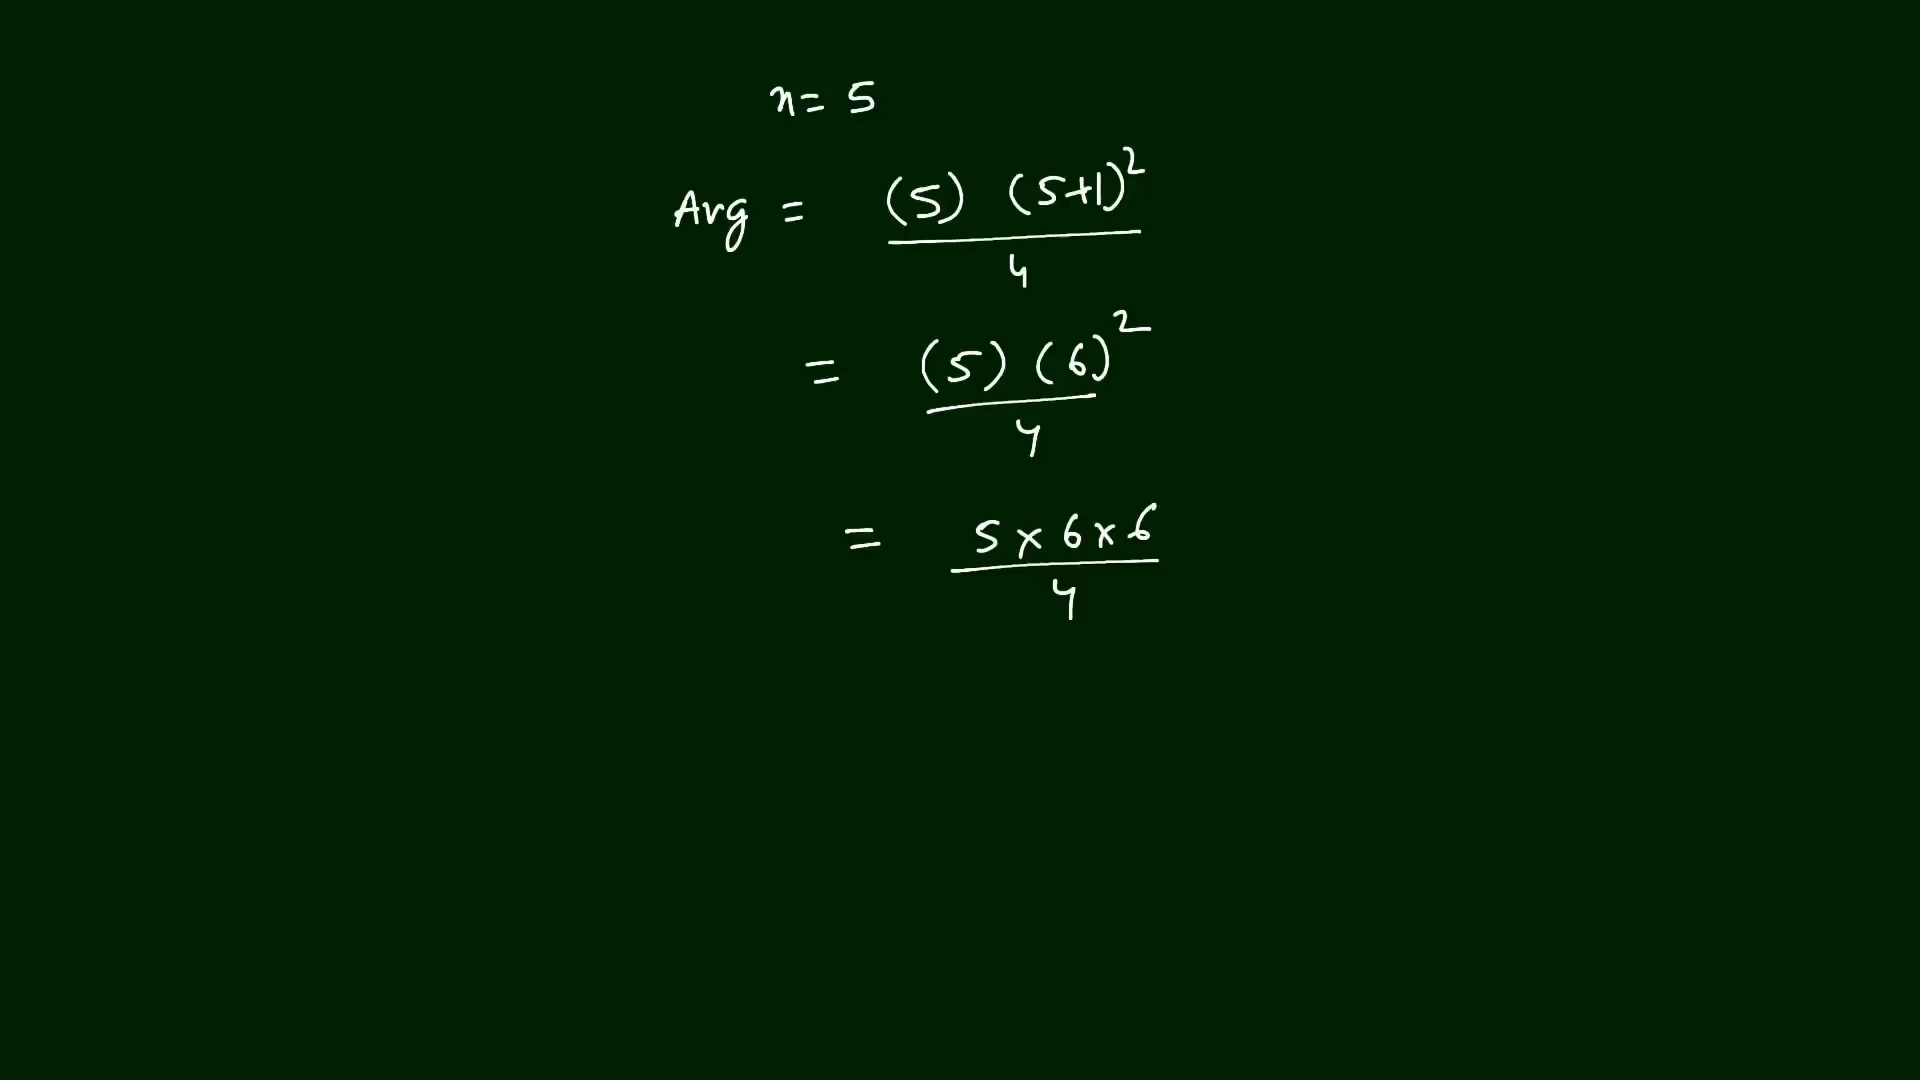 n = 5
Avg = (5) (5+1)² / 4
= (5) (6)² / 4
= 5 × 6 × 6 / 4